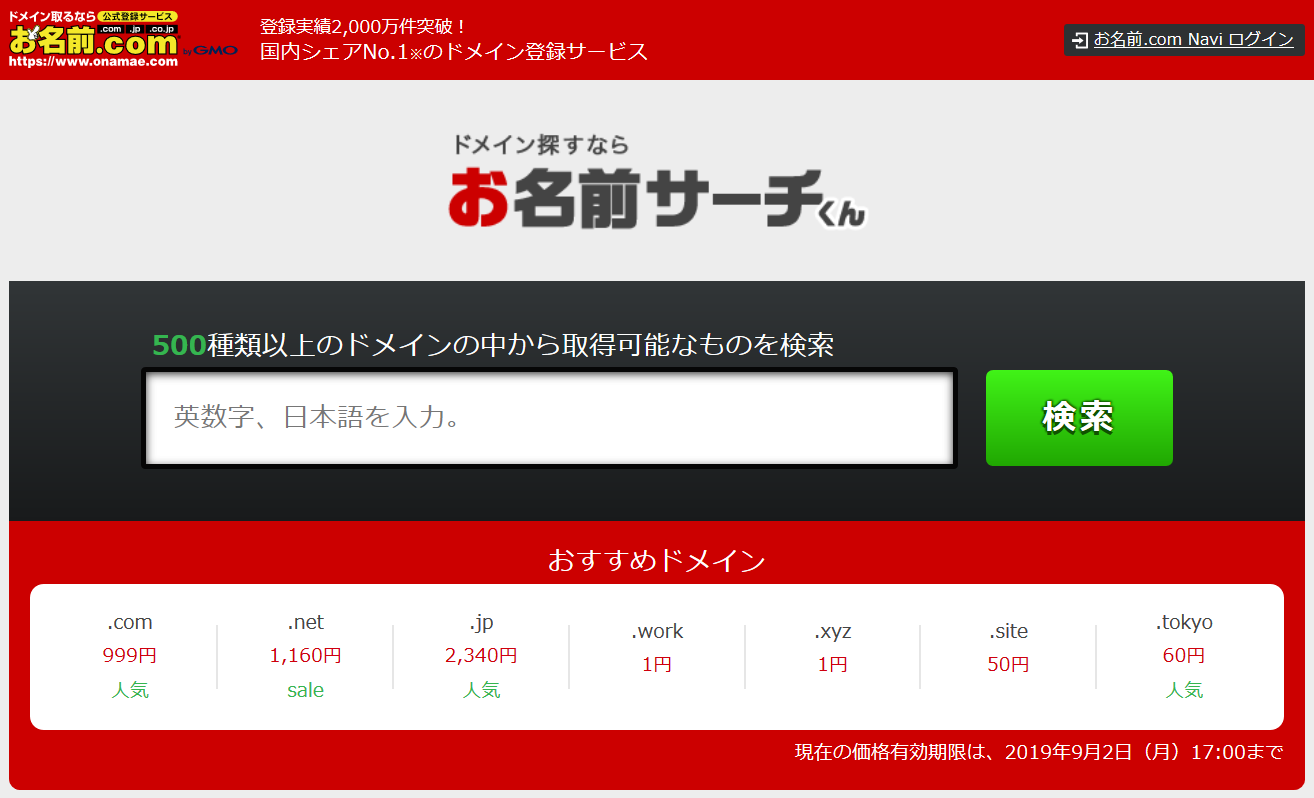 ドメイン取るなら 公式登録サービス
お名前.com .com .jp .co.jp by GMO
https://www.onamae.com
登録実績2,000万件突破！
国内シェアNo.1※のドメイン登録サービス
お名前.com Navi ログイン
ドメイン探すなら
お名前サーチくん
500種類以上のドメインの中から取得可能なものを検索
英数字、日本語を入力。
検索
おすすめドメイン
.com
999円
人気
.net
1,160円
sale
.jp
2,340円
人気
.work
1円
.xyz
1円
.site
50円
.tokyo
60円
人気
現在の価格有効期限は、2019年9月2日（月）17:00まで